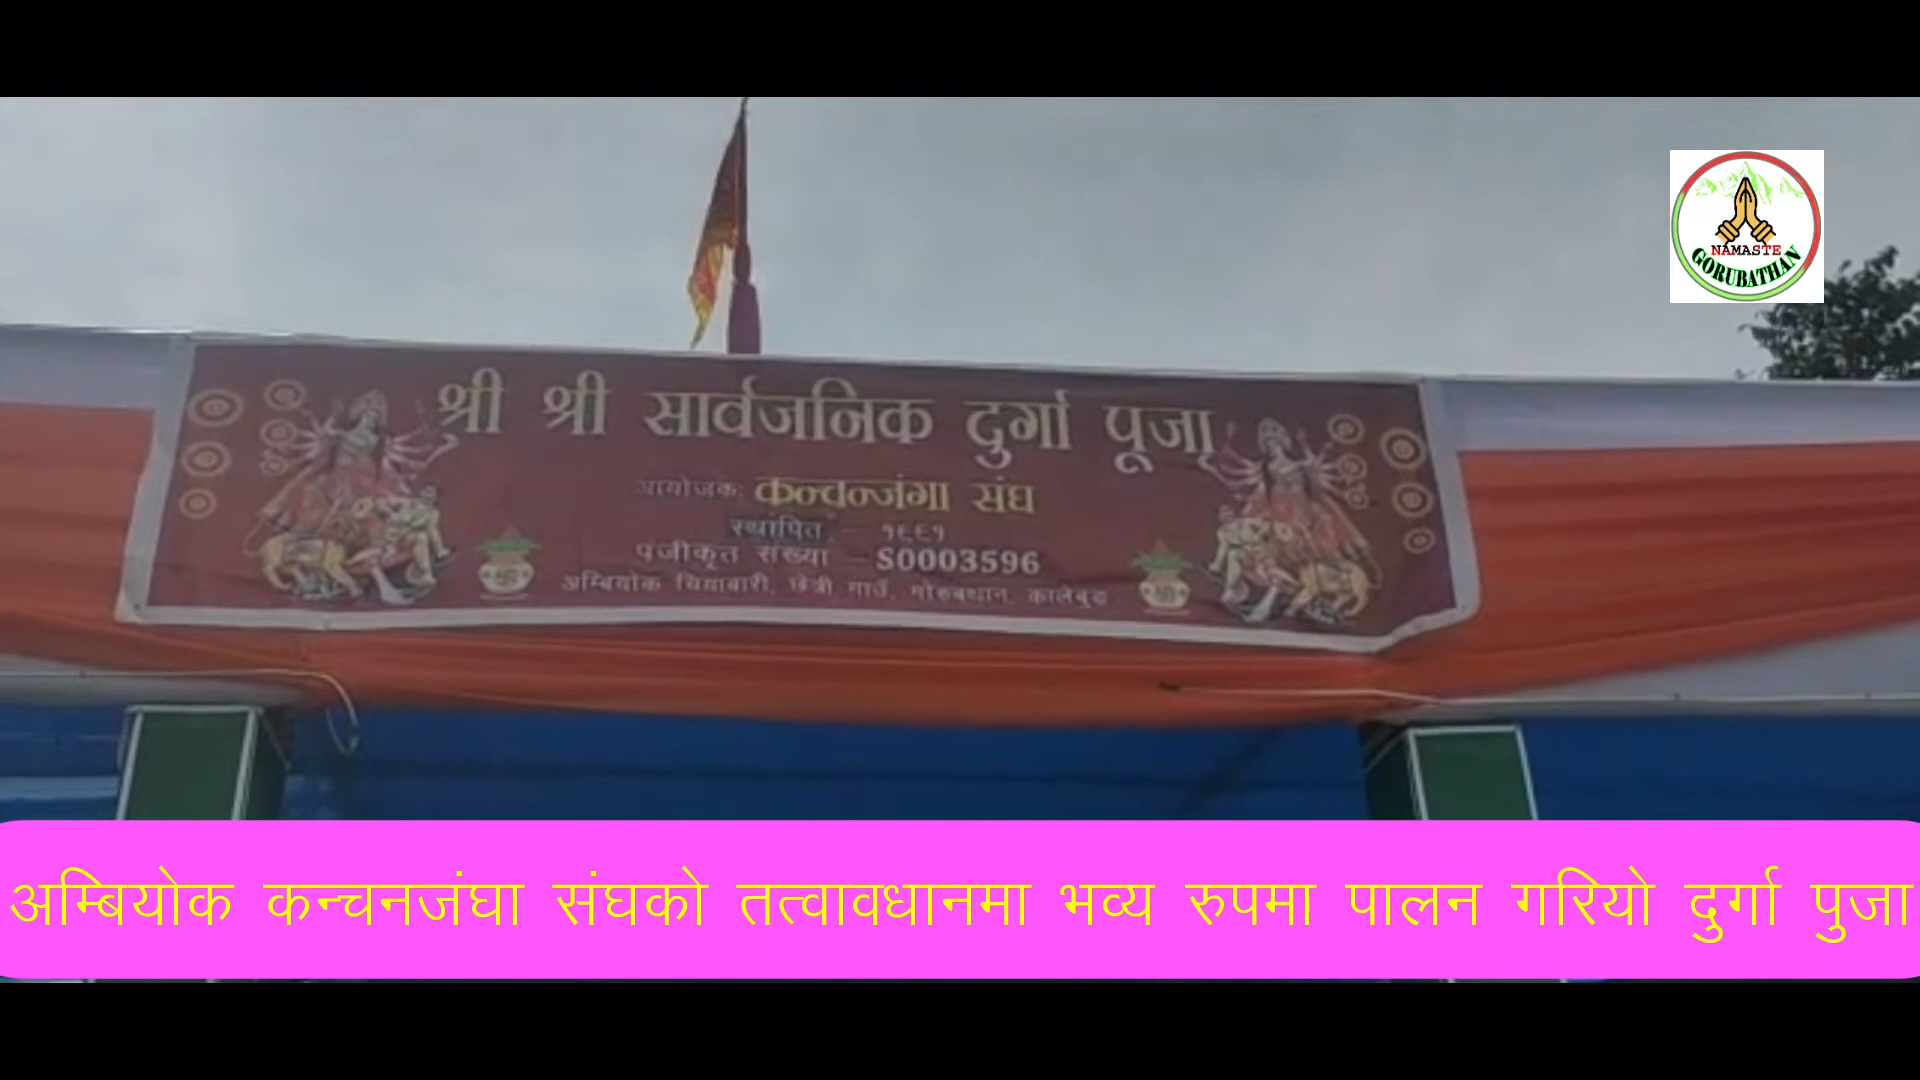 NAMASTE
GORUBATHAN
श्री श्री सार्वजनिक दुर्गा पूजा
आयोजक: कन्चन्जंगा संघ
स्थापित – १९९१
पंजीकृत संख्या – S0003596
अम्बियोक चियाबारी, छेत्री गाउँ, गोरुबथान, कालेबुङ
अम्बियोक कन्चनजंघा संघको तत्वावधानमा भव्य रुपमा पालन गरियो दुर्गा पुजा